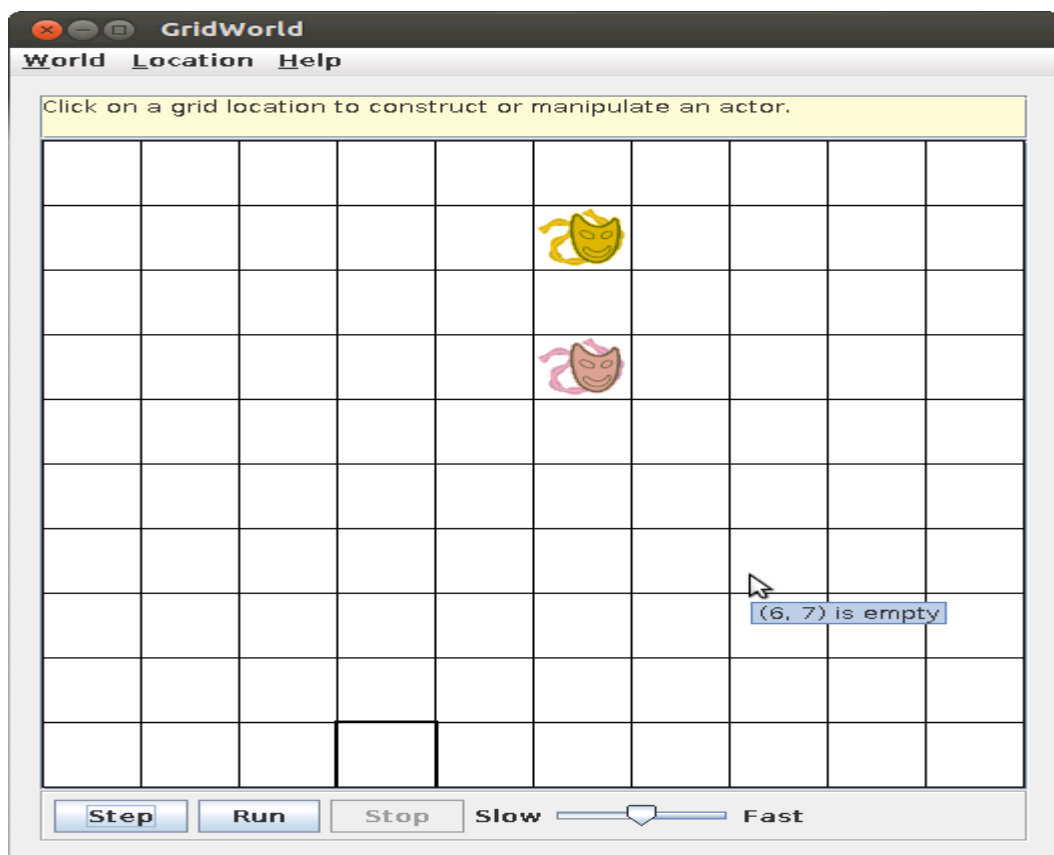 GridWorld
World Location Help
Click on a grid location to construct or manipulate an actor.
(6, 7) is empty
Step Run Stop Slow Fast